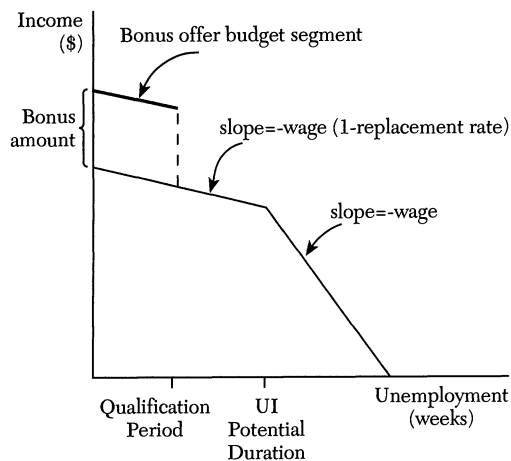 Income
($)
Bonus offer budget segment
Bonus
amount
slope=-wage (1-replacement rate)
slope=-wage
Qualification
Period
UI
Potential
Duration
Unemployment
(weeks)